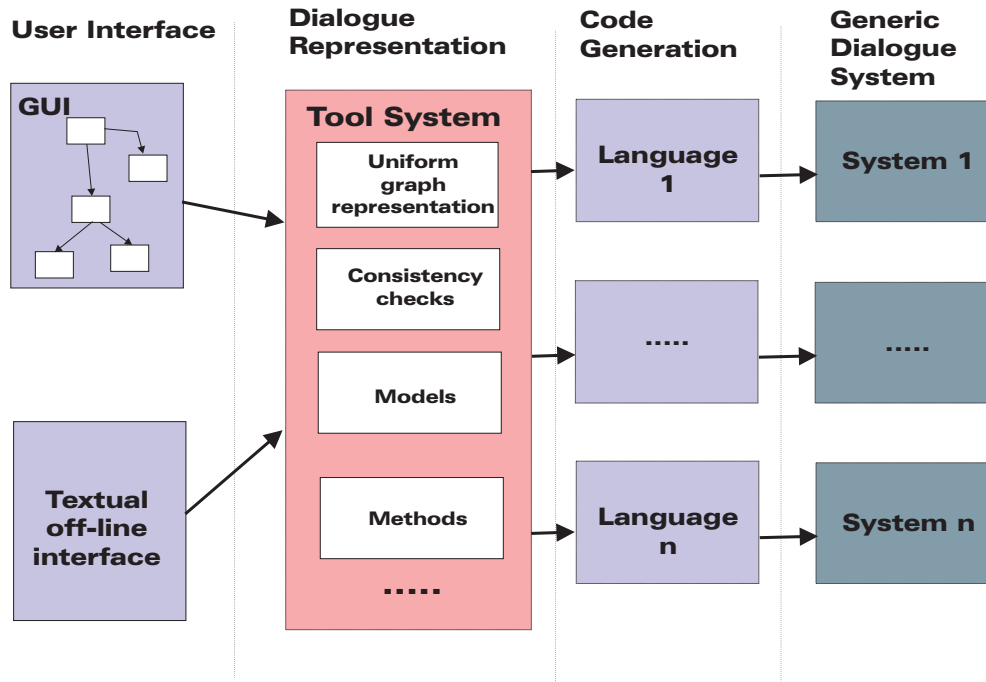 User Interface
Dialogue
Representation
Code
Generation
Generic
Dialogue
System
GUI
Textual
off-line
interface
Tool System
Uniform
graph
representation
Consistency
checks
Models
Methods
.....
Language
1
.....
Language
n
System 1
.....
System n